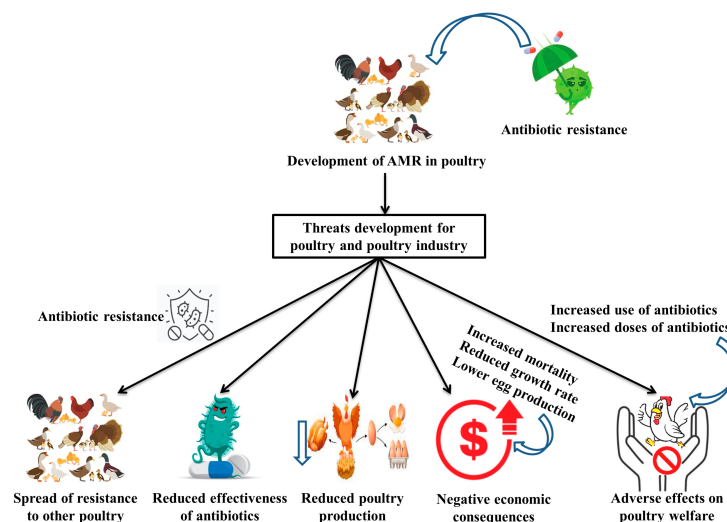 Antibiotic resistance
Development of AMR in poultry
Threats development for
poultry and poultry industry
Antibiotic resistance
Increased mortality
Reduced growth rate
Lower egg production
Increased use of antibiotics
Increased doses of antibiotics
$
Spread of resistance
to other poultry
Reduced effectiveness
of antibiotics
Reduced poultry
production
Negative economic
consequences
Adverse effects on
poultry welfare